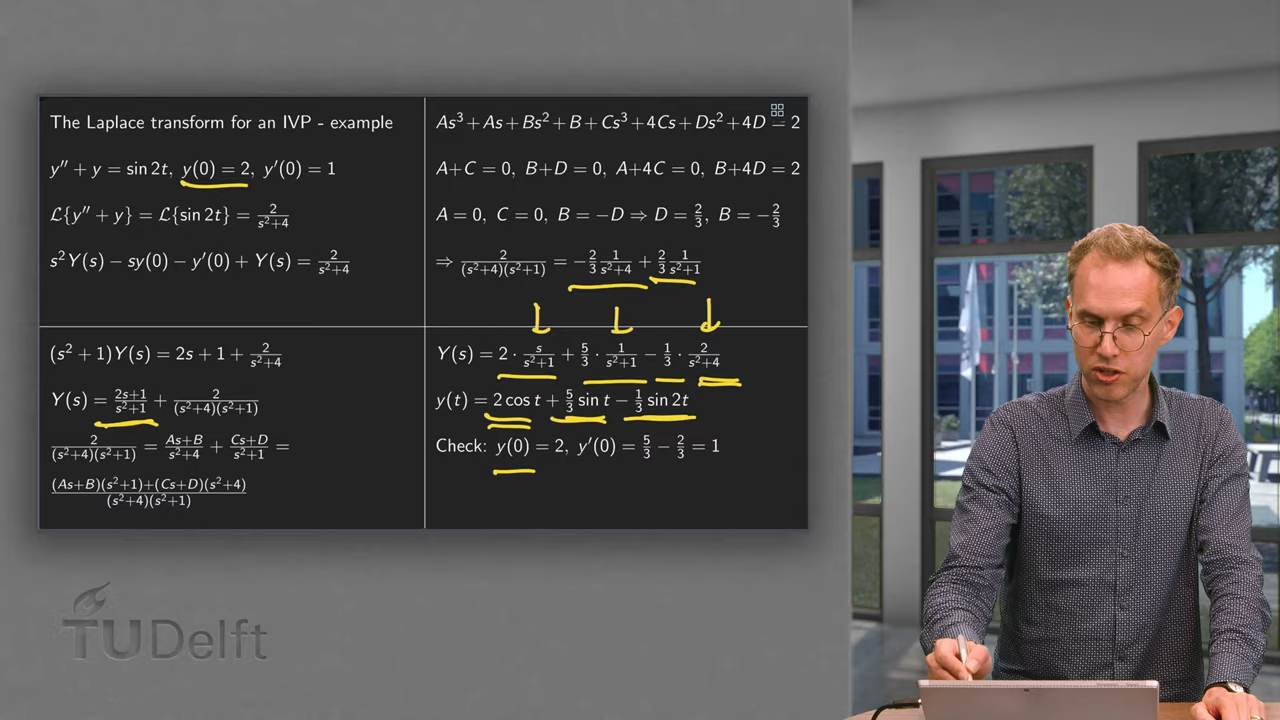 The Laplace transform for an IVP - example
y″ + y = sin 2t, y(0) = 2, y′(0) = 1
ℒ{y″ + y} = ℒ{sin 2t} = 2/(s²+4)
s²Y(s) − sy(0) − y′(0) + Y(s) = 2/(s²+4)
As³+As+Bs²+B+Cs³+4Cs+Ds²+4D = 2
A+C = 0, B+D = 0, A+4C = 0, B+4D = 2
A = 0, C = 0, B = −D ⇒ D = 2/3, B = −2/3
⇒ 2/((s²+4)(s²+1)) = −2/3 1/(s²+4) + 2/3 1/(s²+1)
(s² + 1)Y(s) = 2s + 1 + 2/(s²+4)
Y(s) = (2s+1)/(s²+1) + 2/((s²+4)(s²+1))
2/((s²+4)(s²+1)) = (As+B)/(s²+4) + (Cs+D)/(s²+1) =
((As+B)(s²+1)+(Cs+D)(s²+4))/((s²+4)(s²+1))
Y(s) = 2 · s/(s²+1) + 5/3 · 1/(s²+1) − 1/3 · 2/(s²+4)
y(t) = 2 cos t + 5/3 sin t − 1/3 sin 2t
Check: y(0) = 2, y′(0) = 5/3 − 2/3 = 1
TUDelft